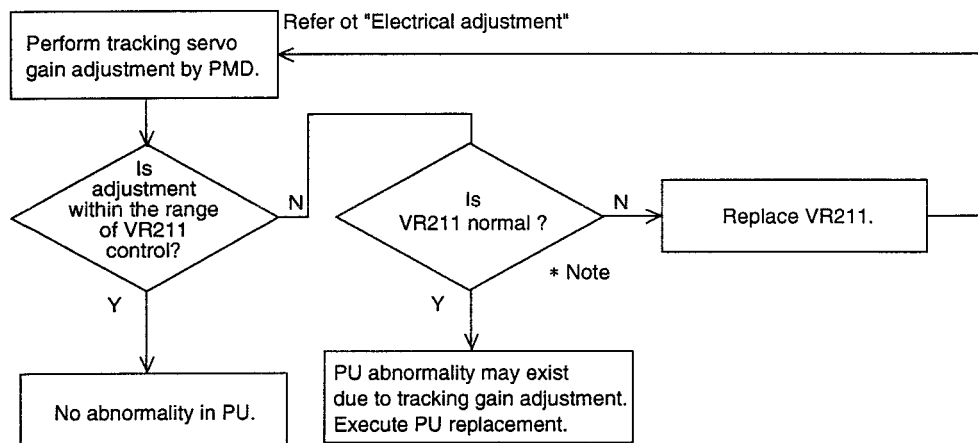 Refer ot "Electrical adjustment"
Perform tracking servo
gain adjustment by PMD.
Is
adjustment
within the range
of VR211
control?
N
Y
No abnormality in PU.
Is
VR211 normal ?
N
* Note
Y
Replace VR211.
PU abnormality may exist
due to tracking gain adjustment.
Execute PU replacement.